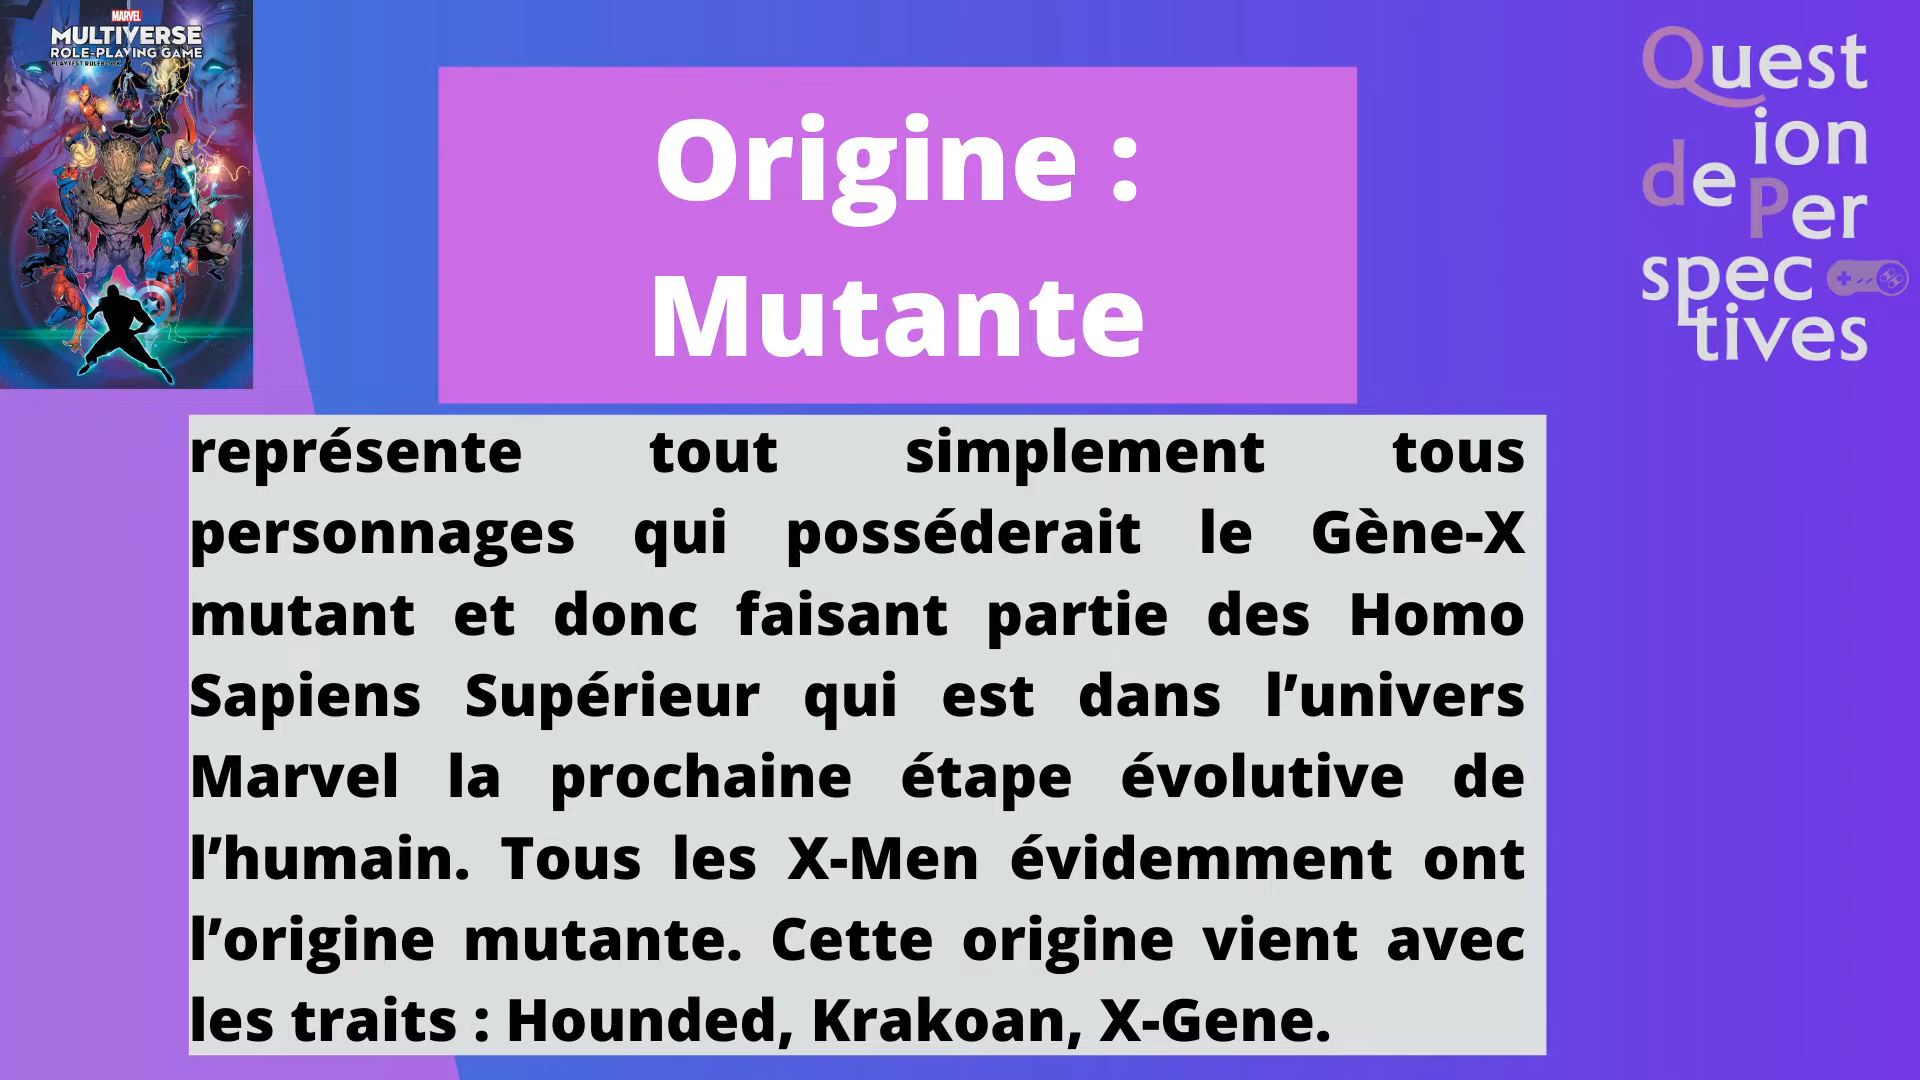 MARVEL
MULTIVERSE
ROLE-PLAYING GAME
PLAYTEST RULEBOOK
Origine :
Mutante
Quest
ion
de Per
spec
tives
représente tout simplement tous
personnages qui posséderait le Gène-X
mutant et donc faisant partie des Homo
Sapiens Supérieur qui est dans l’univers
Marvel la prochaine étape évolutive de
l’humain. Tous les X-Men évidemment ont
l’origine mutante. Cette origine vient avec
les traits : Hounded, Krakoan, X-Gene.